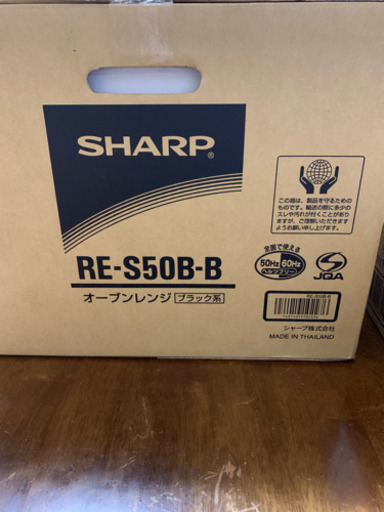 SHARP®
この箱は、製品を守るための
ものです。輸送の際に多少の
スレや汚れが付くことが有り
ますが、ご理解いただきます
ようお願い申し上げます。
RE-S50B-B
オーブンレンジ ブラック系
全国で使える
50Hz 60Hz
ヘルツフリー
JQA
RE-S50B-B
シャープ株式会社
MADE IN THAILAND